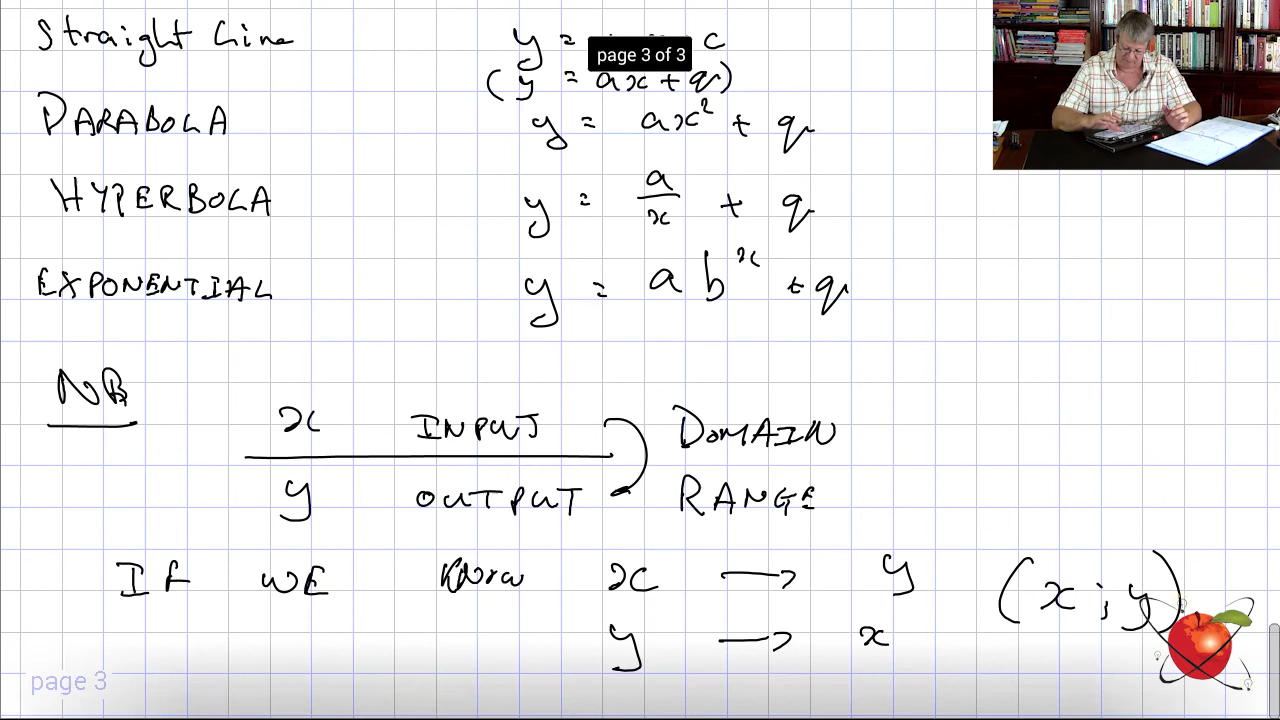 Straight Line y = c
page 3 of 3
(y = ax + q)
PARABOLA y = ax² + q
HYPERBOLA y = a/x + q
EXPONENTIAL y = a b^x + q
NB
x INPUT DOMAIN
y OUTPUT RANGE
IF WE KNOW x → y (x ; y)
y → x
page 3